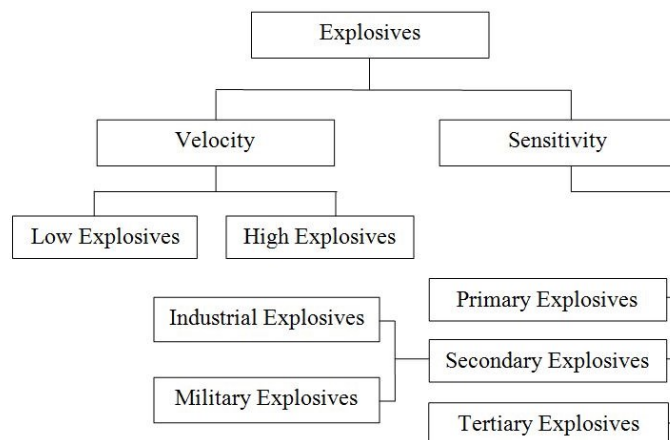 Explosives
Velocity
Sensitivity
Low Explosives
High Explosives
Primary Explosives
Industrial Explosives
Secondary Explosives
Military Explosives
Tertiary Explosives